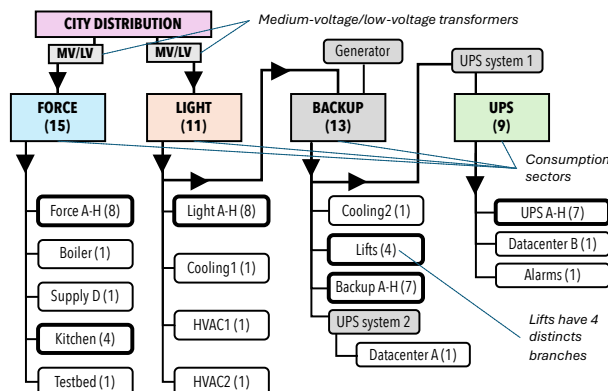 CITY DISTRIBUTION
Medium-voltage/low-voltage transformers
MV/LV
MV/LV
Generator
UPS system 1
FORCE
(15)
LIGHT
(11)
BACKUP
(13)
UPS
(9)
Consumption
sectors
Force A-H (8)
Boiler (1)
Supply D (1)
Kitchen (4)
Testbed (1)
Light A-H (8)
Cooling1 (1)
HVAC1 (1)
HVAC2 (1)
Cooling2 (1)
Lifts (4)
Backup A-H (7)
UPS system 2
Datacenter A (1)
UPS A-H (7)
Datacenter B (1)
Alarms (1)
Lifts have 4
distincts
branches